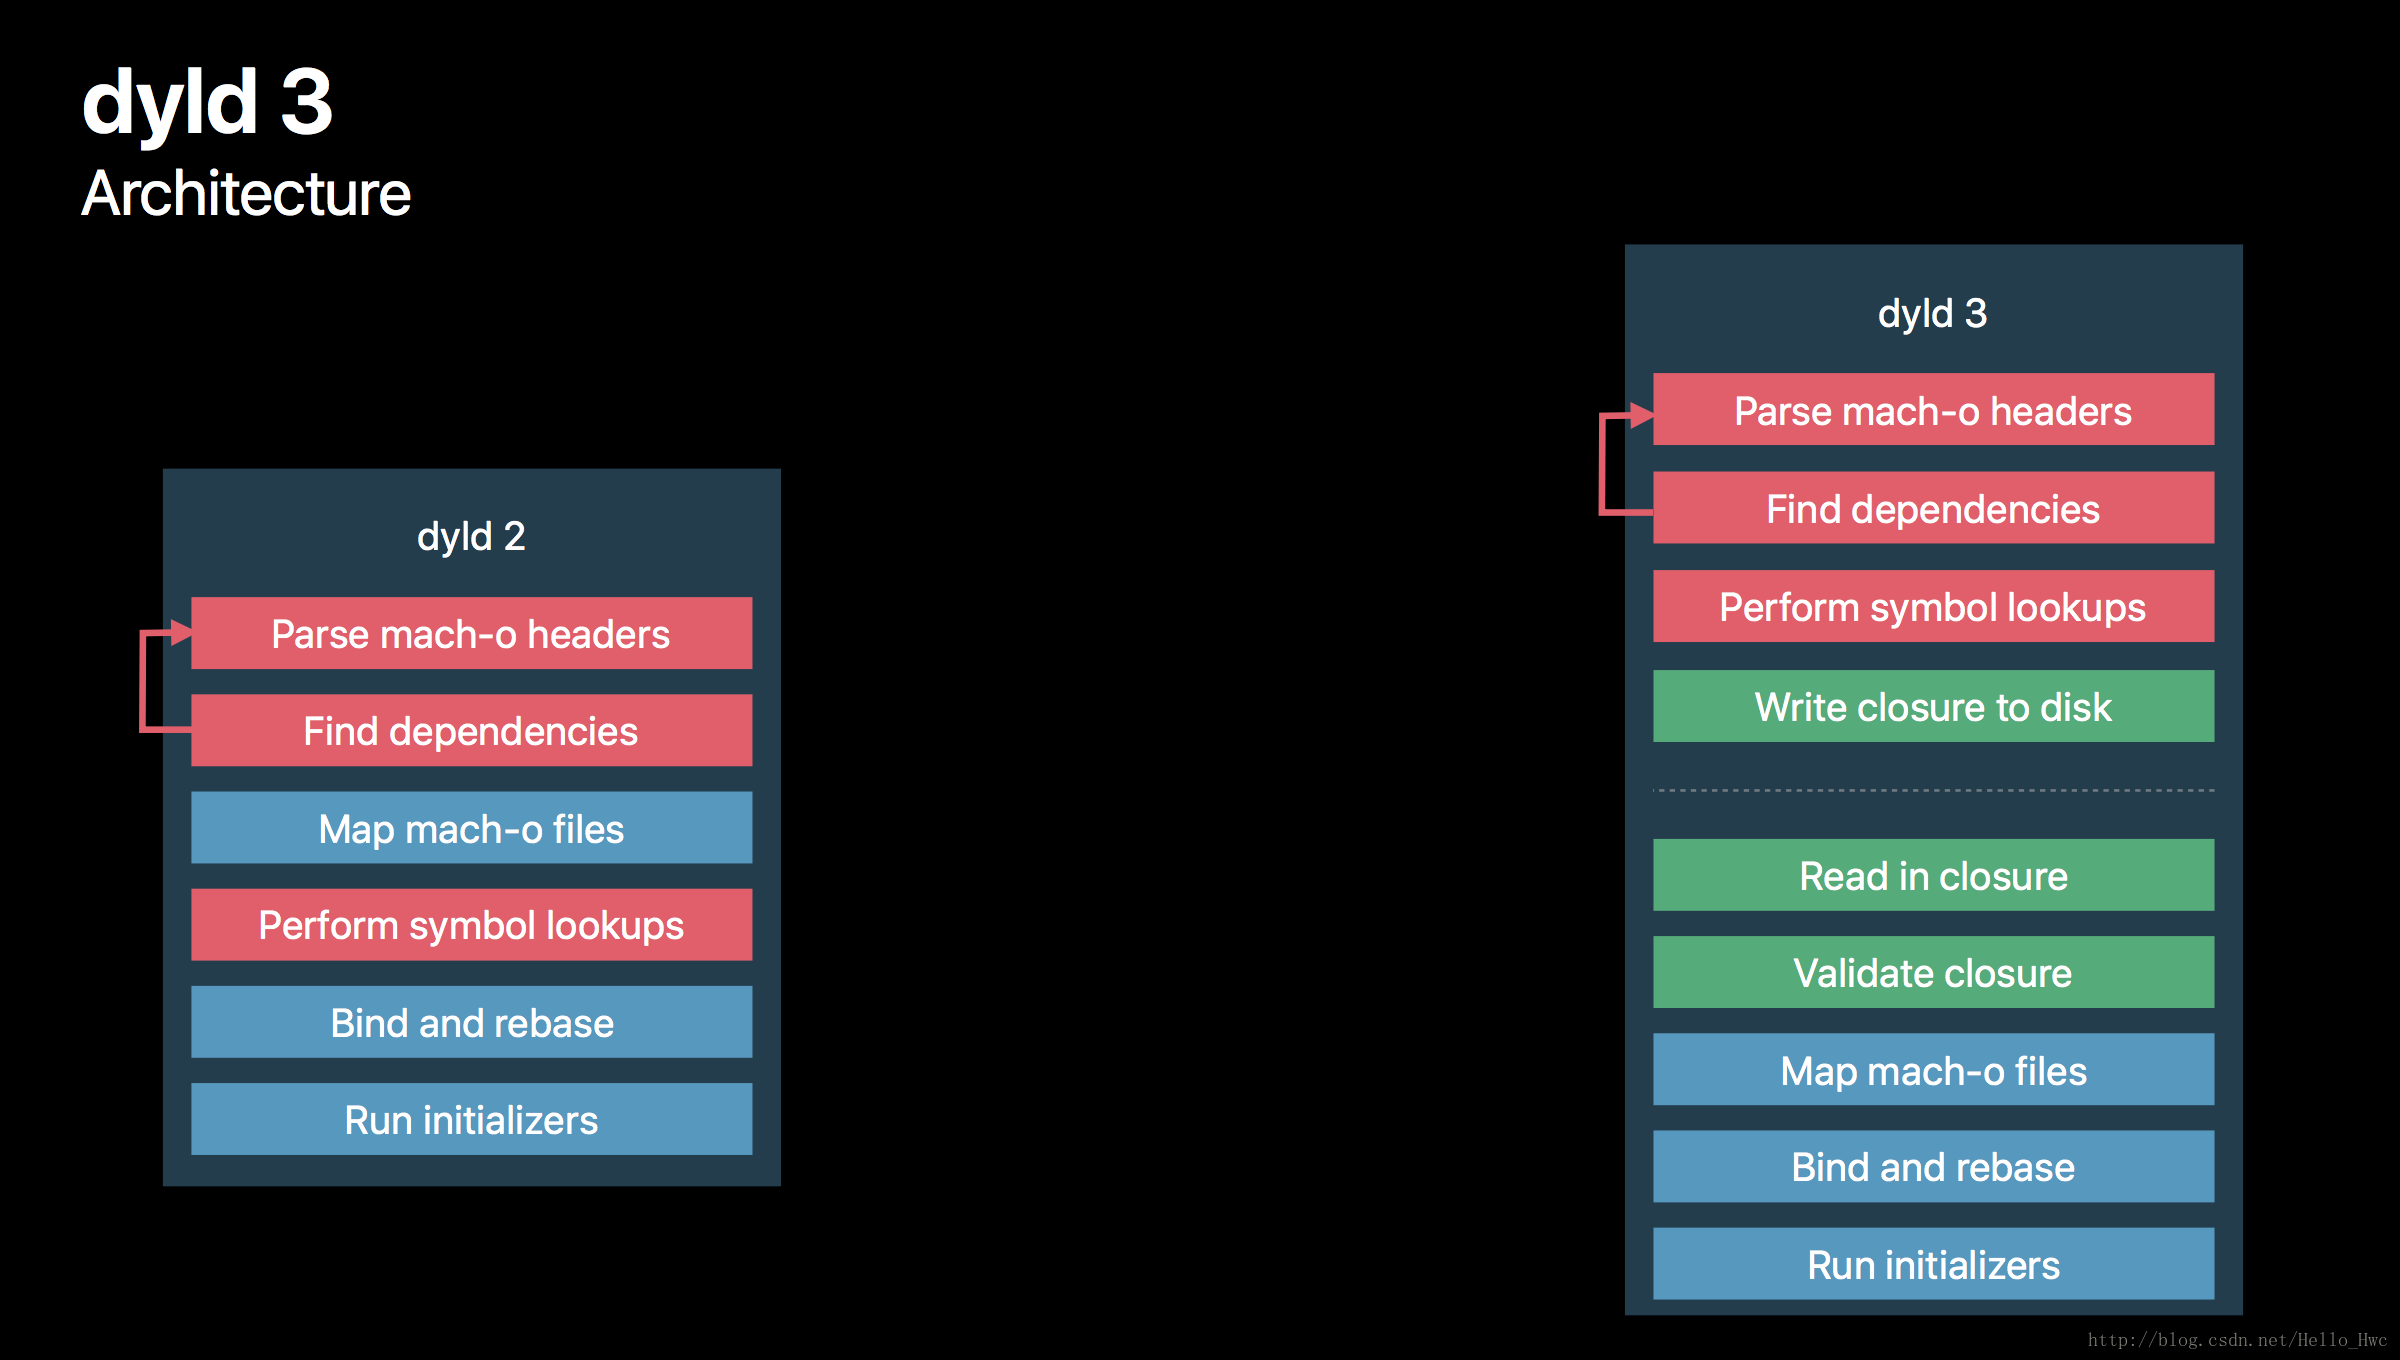 dyld 3
Architecture
dyld 2
Parse mach-o headers
Find dependencies
Map mach-o files
Perform symbol lookups
Bind and rebase
Run initializers
dyld 3
Parse mach-o headers
Find dependencies
Perform symbol lookups
Write closure to disk
Read in closure
Validate closure
Map mach-o files
Bind and rebase
Run initializers
http://blog.csdn.net/Hello_Hwc